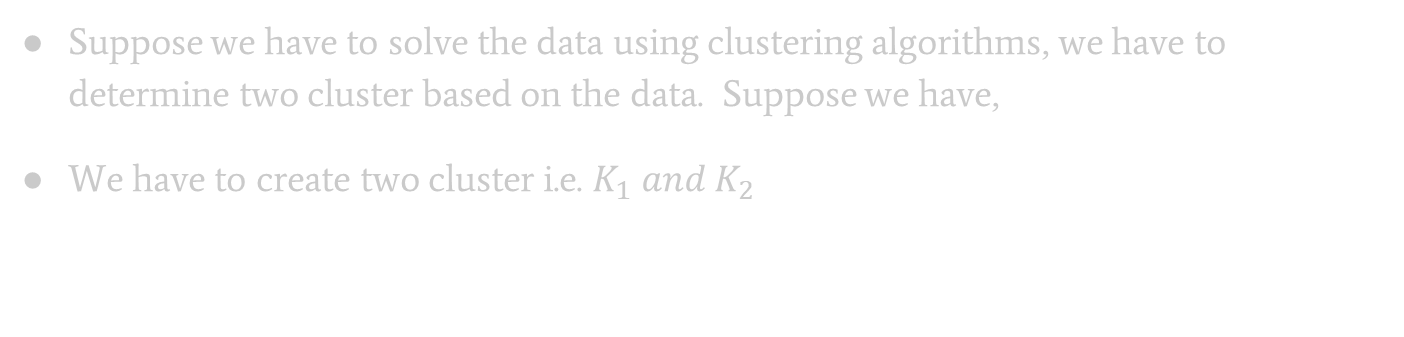 ● Suppose we have to solve the data using clustering algorithms, we have to
determine two cluster based on the data. Suppose we have,
● We have to create two cluster i.e. K₁ and K₂